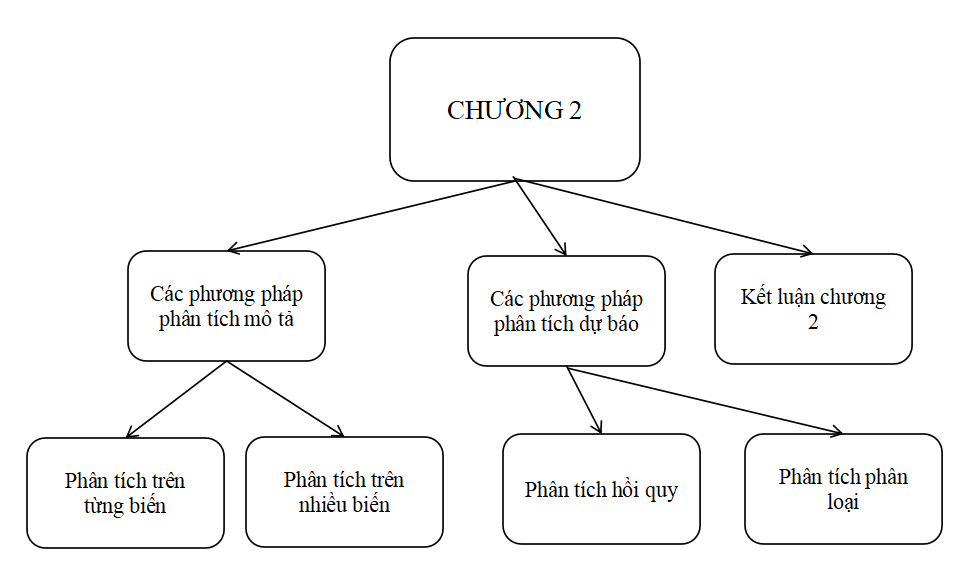 CHƯƠNG 2
Các phương pháp
phân tích mô tả
Các phương pháp
phân tích dự báo
Kết luận chương
2
Phân tích trên
từng biến
Phân tích trên
nhiều biến
Phân tích hồi quy
Phân tích phân
loại